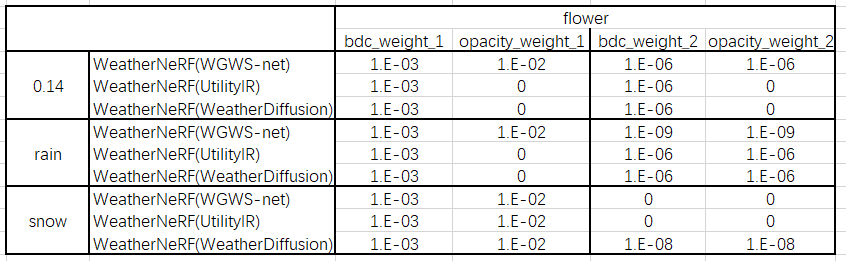 flower
bdc_weight_1 opacity_weight_1 bdc_weight_2 opacity_weight_2
0.14 WeatherNeRF(WGWS-net) 1.E-03 1.E-02 1.E-06 1.E-06
WeatherNeRF(UtilityIR) 1.E-03 0 1.E-06 0
WeatherNeRF(WeatherDiffusion) 1.E-03 0 1.E-06 0
rain WeatherNeRF(WGWS-net) 1.E-03 1.E-02 1.E-09 1.E-09
WeatherNeRF(UtilityIR) 1.E-03 0 1.E-06 1.E-06
WeatherNeRF(WeatherDiffusion) 1.E-03 0 1.E-06 1.E-06
snow WeatherNeRF(WGWS-net) 1.E-03 1.E-02 0 0
WeatherNeRF(UtilityIR) 1.E-03 1.E-02 0 0
WeatherNeRF(WeatherDiffusion) 1.E-03 1.E-02 1.E-08 1.E-08